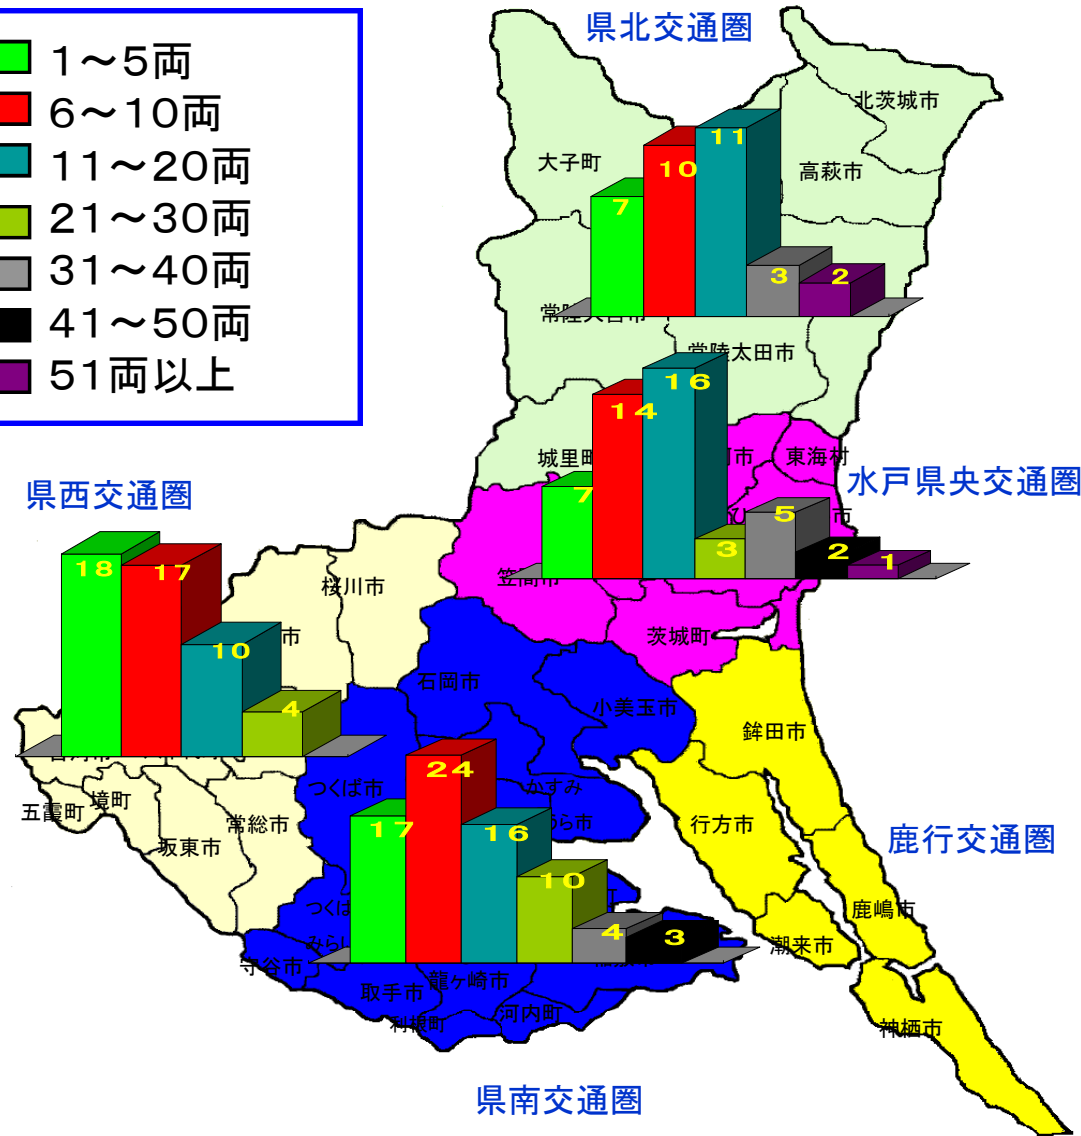 県北交通圏
1～5両
6～10両
11～20両
21～30両
31～40両
41～50両
51両以上
北茨城市
大子町
高萩市
7
10
11
3
2
常陸太田市
城里町
東海村
水戸県央交通圏
7
14
16
3
5
2
1
笠間市
茨城町
県西交通圏
18
17
10
4
桜川市
市
五霞町
境町
坂東市
常総市
石岡市
小美玉市
鉾田市
つくば市
かすみ
行方市
鹿行交通圏
鹿嶋市
潮来市
神栖市
17
24
16
10
4
3
守谷市
取手市
龍ヶ崎市
利根町
河内町
県南交通圏